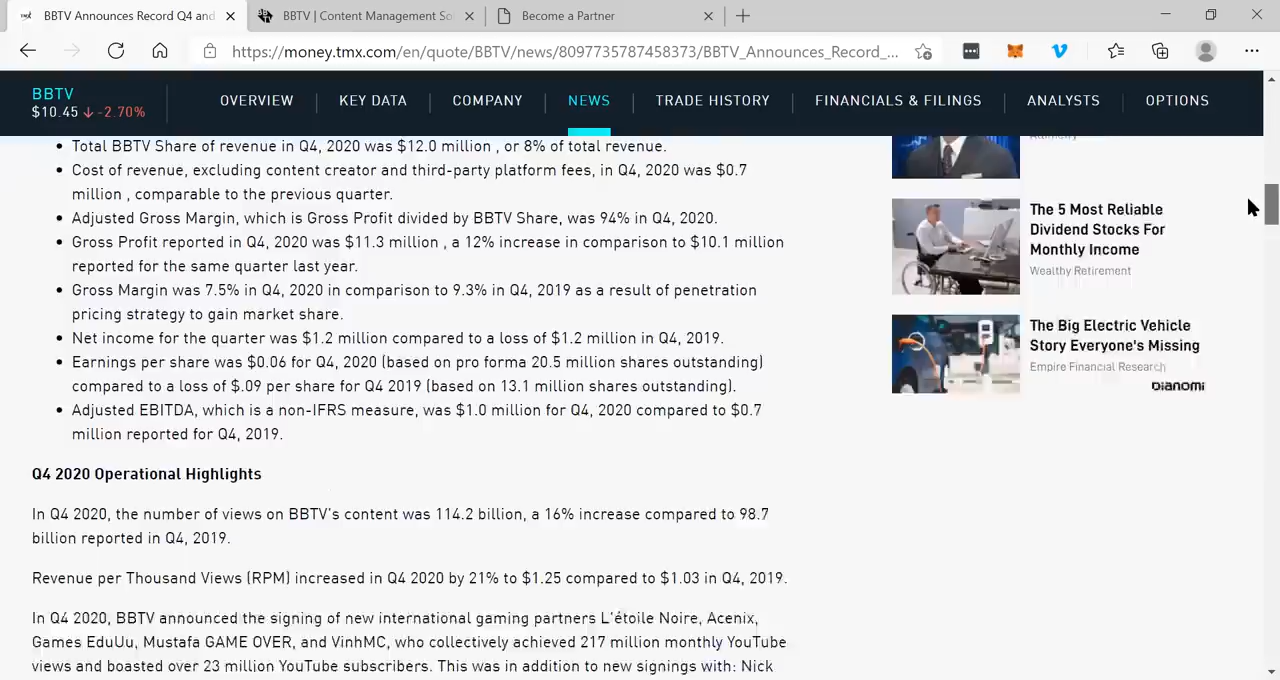 BBTV Announces Record Q4 and
BBTV | Content Management So
Become a Partner
https://money.tmx.com/en/quote/BBTV/news/8097735787458373/BBTV_Announces_Record_...
BBTV
$10.45 ↓ -2.70%
OVERVIEW
KEY DATA
COMPANY
NEWS
TRADE HISTORY
FINANCIALS & FILINGS
ANALYSTS
OPTIONS
• Total BBTV Share of revenue in Q4, 2020 was $12.0 million , or 8% of total revenue.
• Cost of revenue, excluding content creator and third-party platform fees, in Q4, 2020 was $0.7
million , comparable to the previous quarter.
• Adjusted Gross Margin, which is Gross Profit divided by BBTV Share, was 94% in Q4, 2020.
• Gross Profit reported in Q4, 2020 was $11.3 million , a 12% increase in comparison to $10.1 million
reported for the same quarter last year.
• Gross Margin was 7.5% in Q4, 2020 in comparison to 9.3% in Q4, 2019 as a result of penetration
pricing strategy to gain market share.
• Net income for the quarter was $1.2 million compared to a loss of $1.2 million in Q4, 2019.
• Earnings per share was $0.06 for Q4, 2020 (based on pro forma 20.5 million shares outstanding)
compared to a loss of $.09 per share for Q4 2019 (based on 13.1 million shares outstanding).
• Adjusted EBITDA, which is a non-IFRS measure, was $1.0 million for Q4, 2020 compared to $0.7
million reported for Q4, 2019.
Q4 2020 Operational Highlights
In Q4 2020, the number of views on BBTV's content was 114.2 billion, a 16% increase compared to 98.7
billion reported in Q4, 2019.
Revenue per Thousand Views (RPM) increased in Q4 2020 by 21% to $1.25 compared to $1.03 in Q4, 2019.
In Q4 2020, BBTV announced the signing of new international gaming partners L'étoile Noire, Acenix,
Games EduUu, Mustafa GAME OVER, and VinhMC, who collectively achieved 217 million monthly YouTube
views and boasted over 23 million YouTube subscribers. This was in addition to new signings with: Nick
The 5 Most Reliable
Dividend Stocks For
Monthly Income
Wealthy Retirement
The Big Electric Vehicle
Story Everyone's Missing
Empire Financial Research
DIANOMI